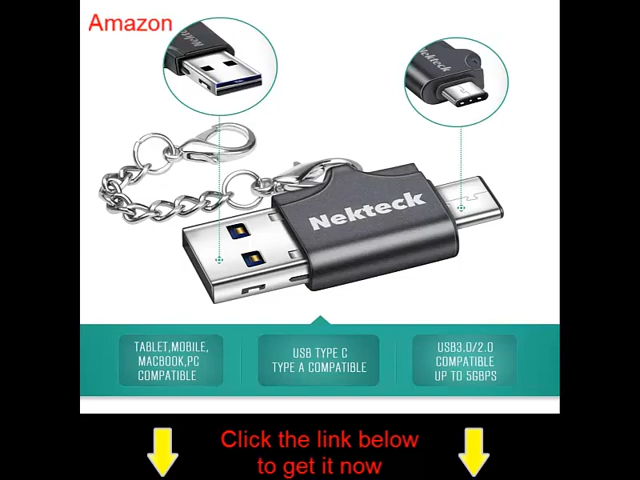 Amazon
Nekteck
Nekteck
TABLET,MOBILE,
MACBOOK,PC
COMPATIBLE
USB TYPE C
TYPE A COMPATIBLE
USB3.0/2.0
COMPATIBLE
UP TO 5GBPS
Click the link below
to get it now